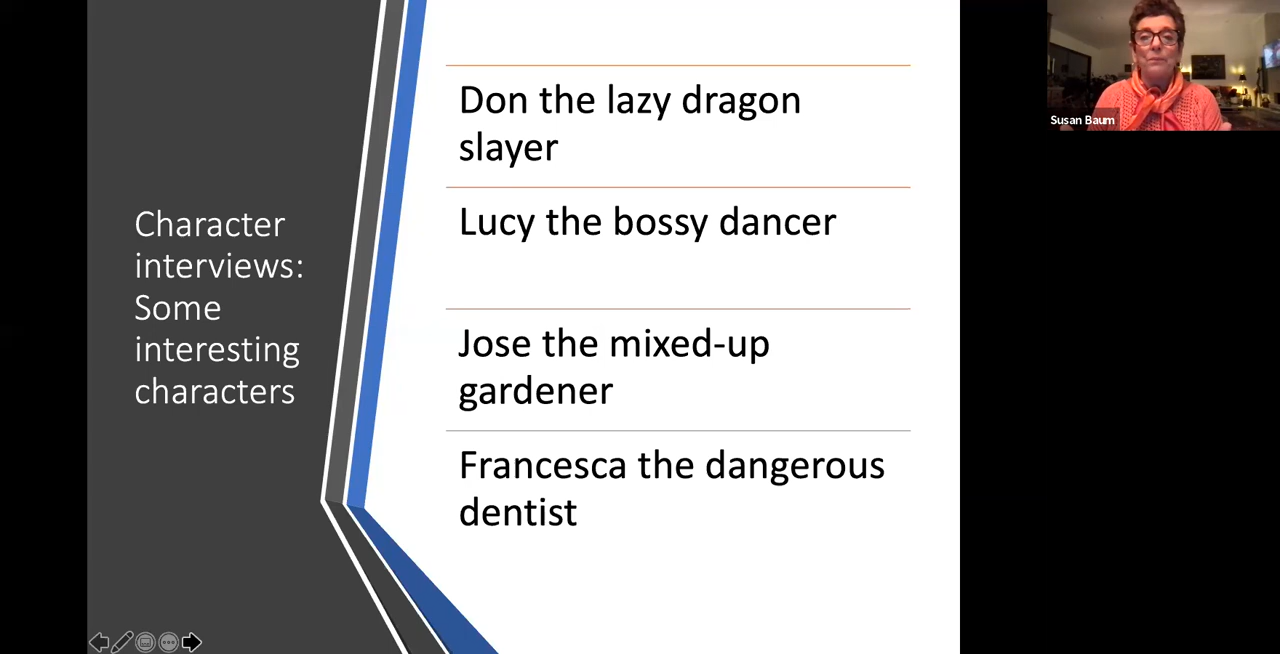 Character
interviews:
Some
interesting
characters
Don the lazy dragon
slayer
Lucy the bossy dancer
Jose the mixed-up
gardener
Francesca the dangerous
dentist
Susan Baum